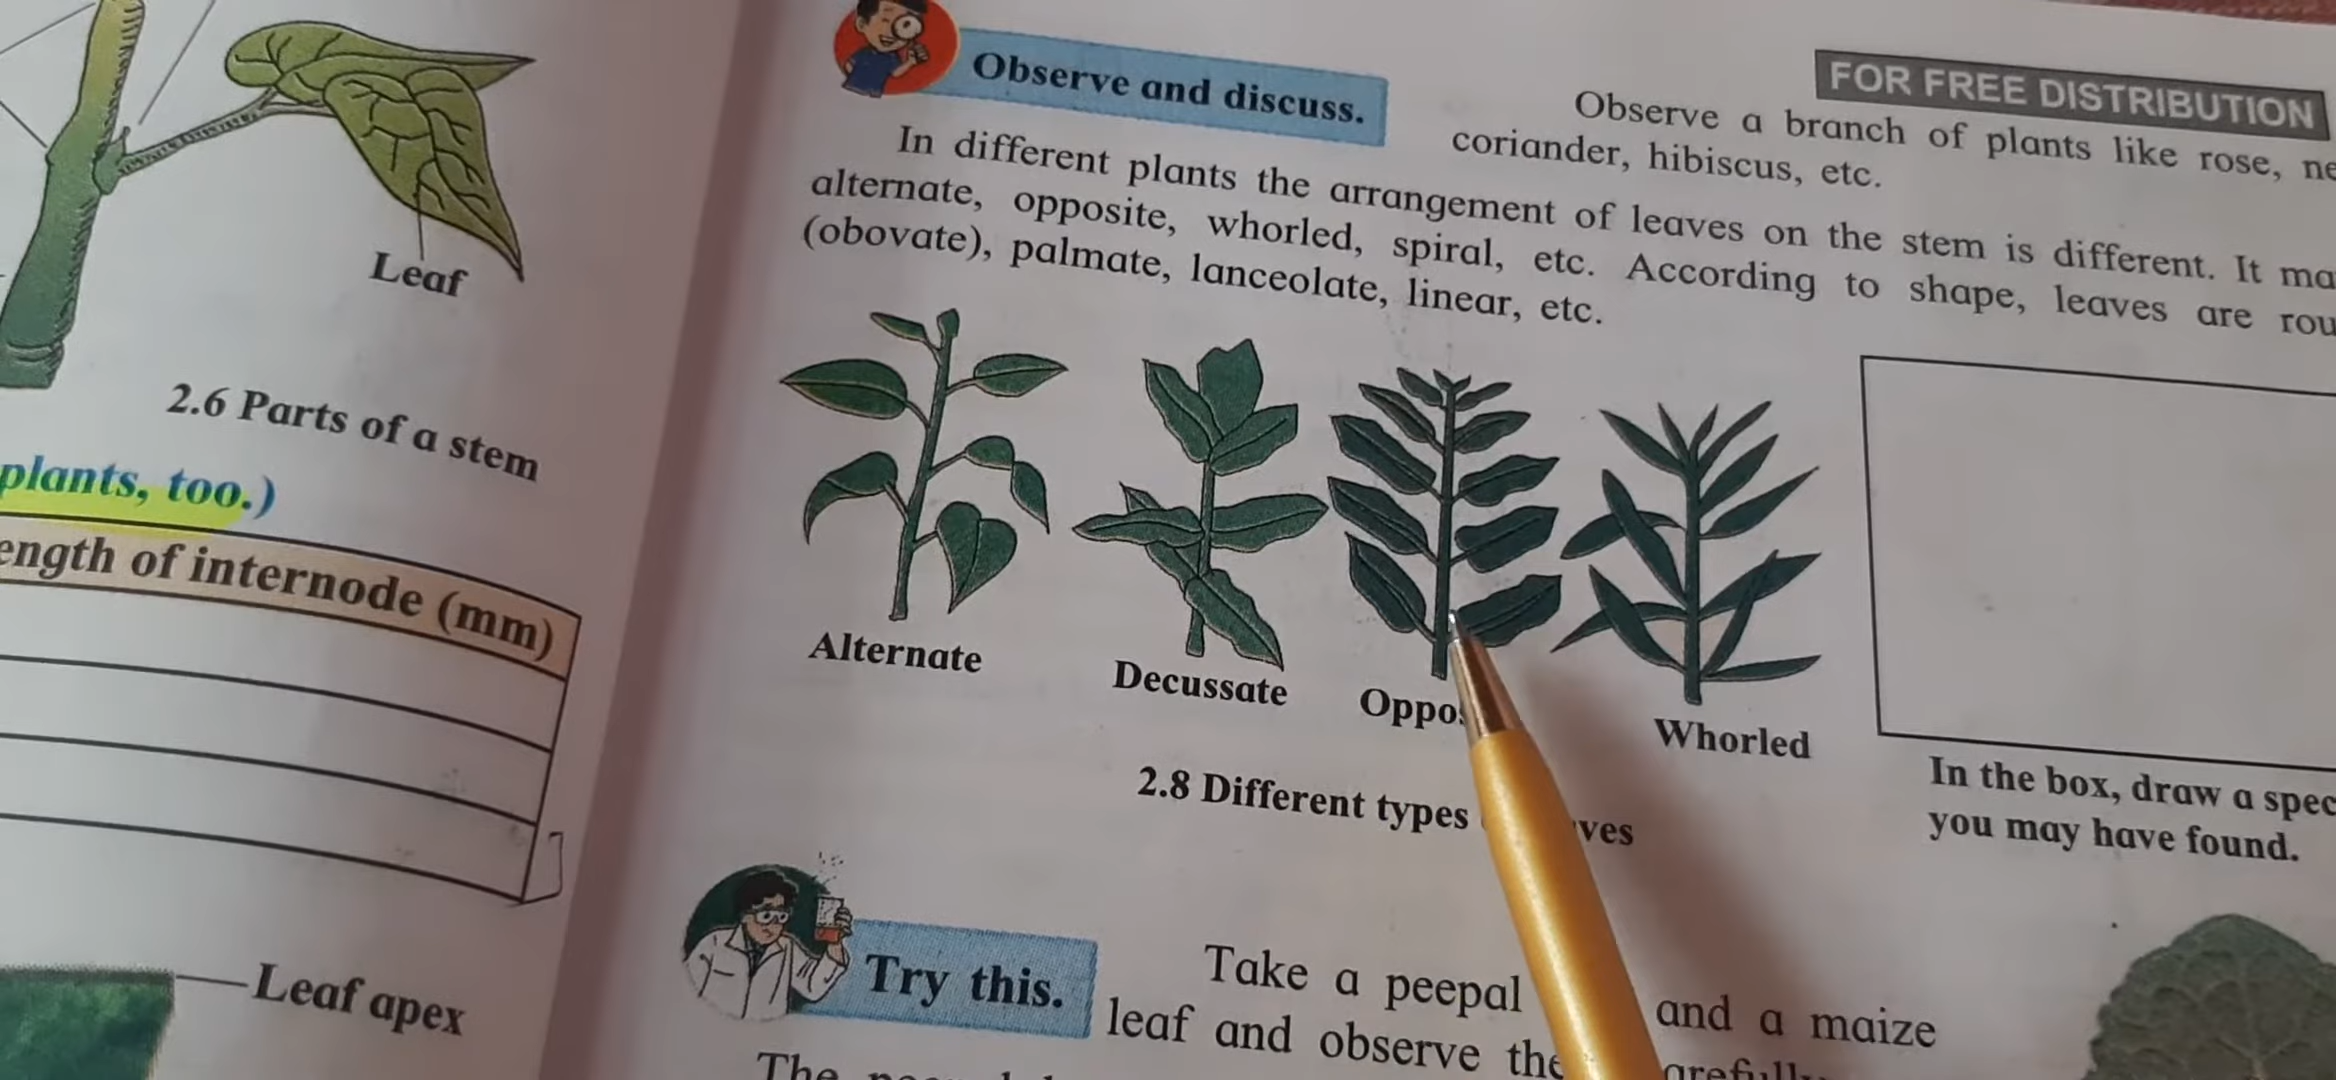 Leaf
2.6 Parts of a stem
plants, too.)
of internode (mm)
Leaf apex
Observe and discuss.
FOR FREE DISTRIBUTION
Observe a branch of plants like rose,
coriander, hibiscus, etc.
In different plants the arrangement of leaves on the stem is different. It
alternate, opposite, whorled, spiral, etc. According to shape, leaves are
(obovate), palmate, lanceolate, linear, etc.
Alternate
Decussate
Whorled
2.8 Different types
In the box, draw a
you may have found.
Try this.
Take a peepal and a maize
leaf and observe
The